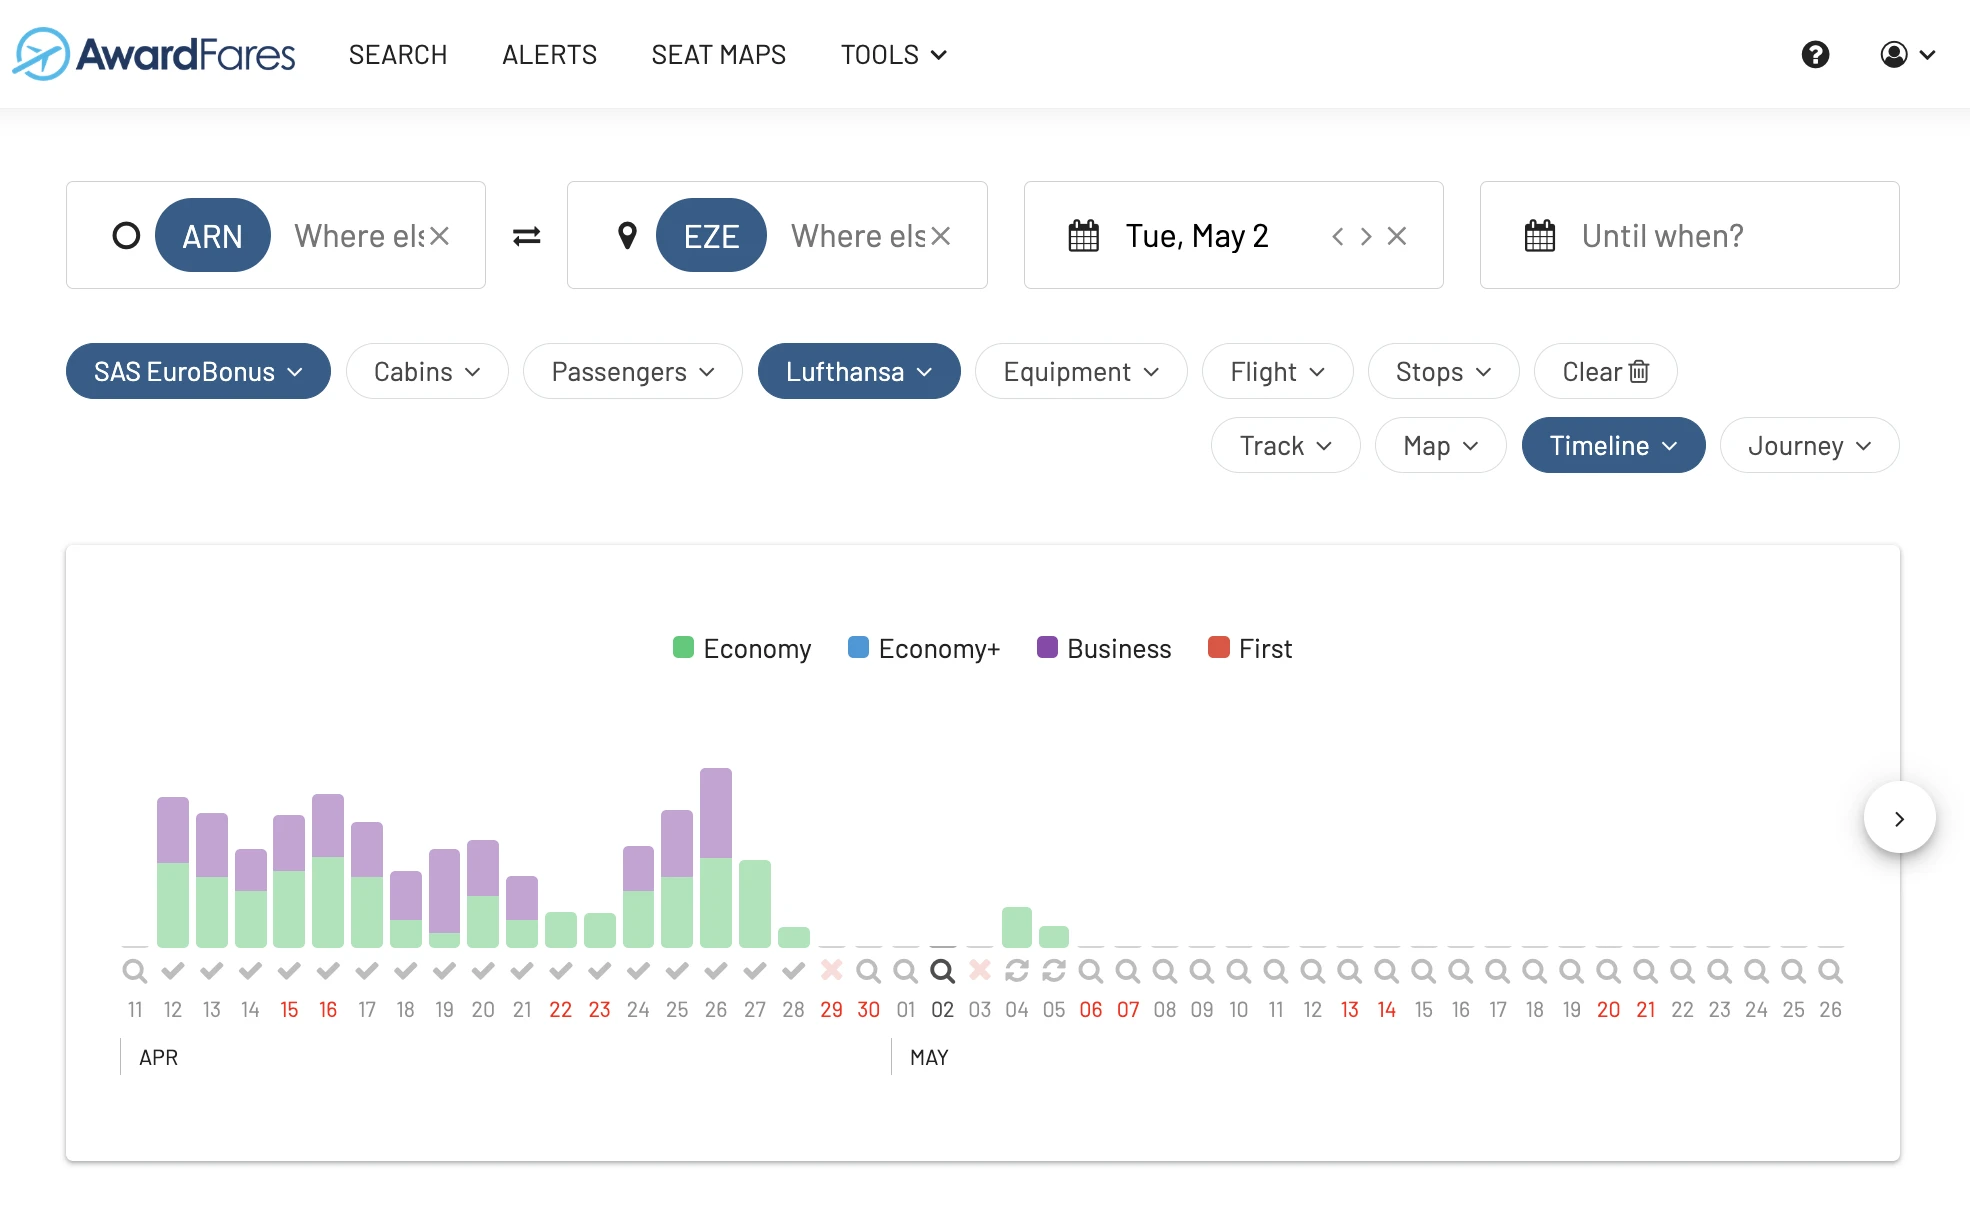 AwardFares SEARCH ALERTS SEAT MAPS TOOLS
ARN Where els EZE Where els Tue, May 2 Until when?
SAS EuroBonus Cabins Passengers Lufthansa Equipment Flight Stops Clear
Track Map Timeline Journey
Economy Economy+ Business First
11 12 13 14 15 16 17 18 19 20 21 22 23 24 25 26 27 28 29 30 01 02 03 04 05 06 07 08 09 10 11 12 13 14 15 16 17 18 19 20 21 22 23 24 25 26
APR MAY